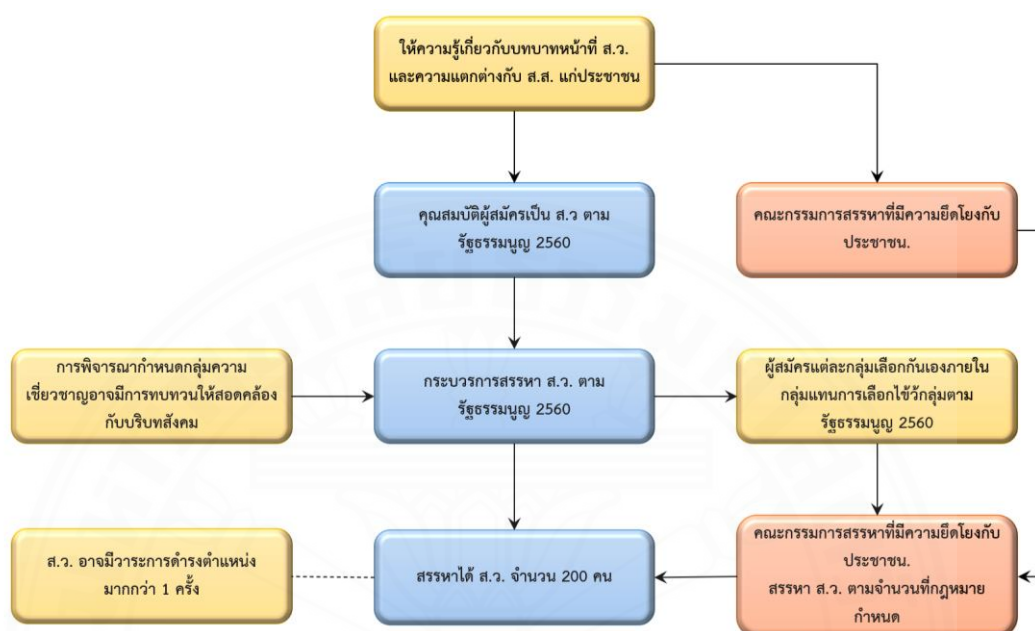 ให้ความรู้เกี่ยวกับบทบาทหน้าที่ ส.ว.
และความแตกต่างกับ ส.ส. แก่ประชาชน
คุณสมบัติผู้สมัครเป็น ส.ว ตาม
รัฐธรรมนูญ 2560
คณะกรรมการสรรหาที่มีความยึดโยงกับ
ประชาชน.
การพิจารณากำหนดกลุ่มความ
เชี่ยวชาญอาจมีการทบทวนให้สอดคล้อง
กับบริบทสังคม
กระบวรการสรรหา ส.ว. ตาม
รัฐธรรมนูญ 2560
ผู้สมัครแต่ละกลุ่มเลือกกันเองภายใน
กลุ่มแทนการเลือกไขว้กลุ่มตาม
รัฐธรรมนูญ 2560
ส.ว. อาจมีวาระการดำรงตำแหน่ง
มากกว่า 1 ครั้ง
สรรหาได้ ส.ว. จำนวน 200 คน
คณะกรรมการสรรหาที่มีความยึดโยงกับ
ประชาชน.
สรรหา ส.ว. ตามจำนวนที่กฎหมาย
กำหนด